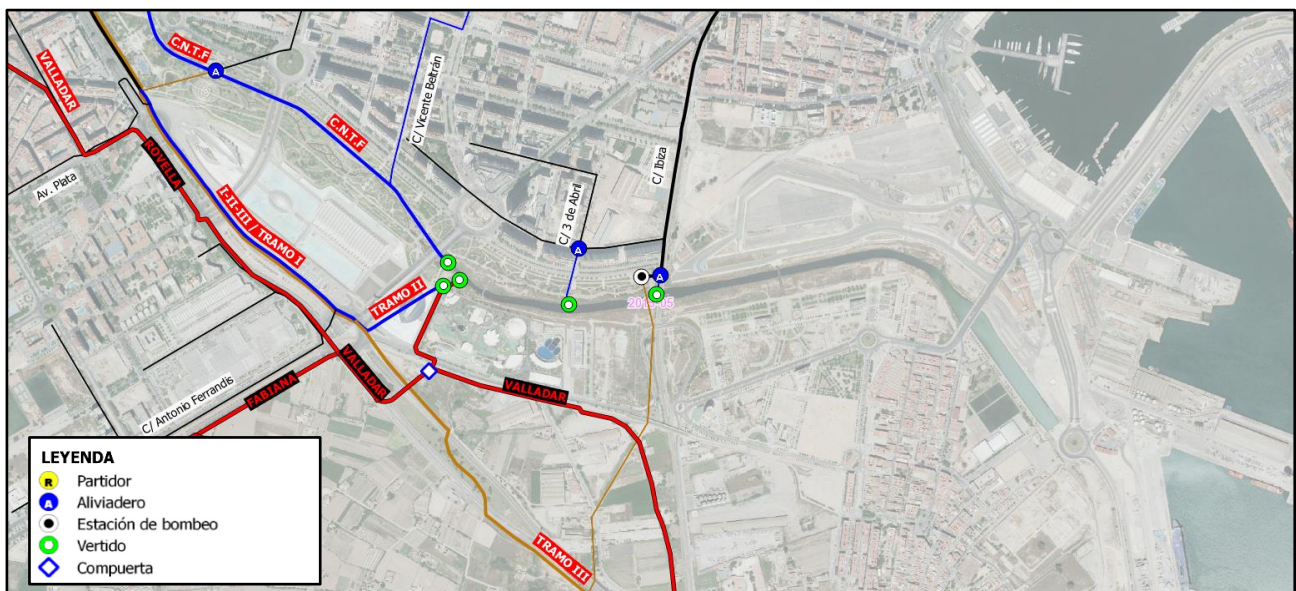 C.N.T.F
A
VALLADAR
C/ Vicente Beltrán
C.N.T.F
ROVELLA
Av. Plata
C/ Ibiza
C/ 3 de Abril
I-II-III / TRAMO I
A
A
TRAMO II
VALLADAR
VALLADAR
FABIANA
C/ Antonio Ferrandis
TRAMO III
LEYENDA
R Partidor
A Aliviadero
Estación de bombeo
Vertido
Compuerta